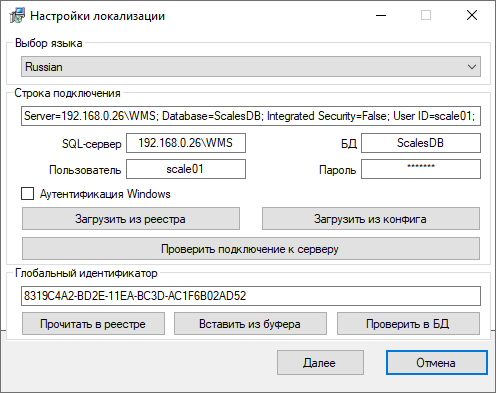 Настройки локализации
Выбор языка
Russian
Строка подключения
Server=192.168.0.26\WMS; Database=ScalesDB; Integrated Security=False; User ID=scale01;
SQL-сервер 192.168.0.26\WMS БД ScalesDB
Пользователь scale01 Пароль *******
Аутентификация Windows
Загрузить из реестра Загрузить из конфига
Проверить подключение к серверу
Глобальный идентификатор
8319C4A2-BD2E-11EA-BC3D-AC1F6B02AD52
Прочитать в реестре Вставить из буфера Проверить в БД
Далее Отмена